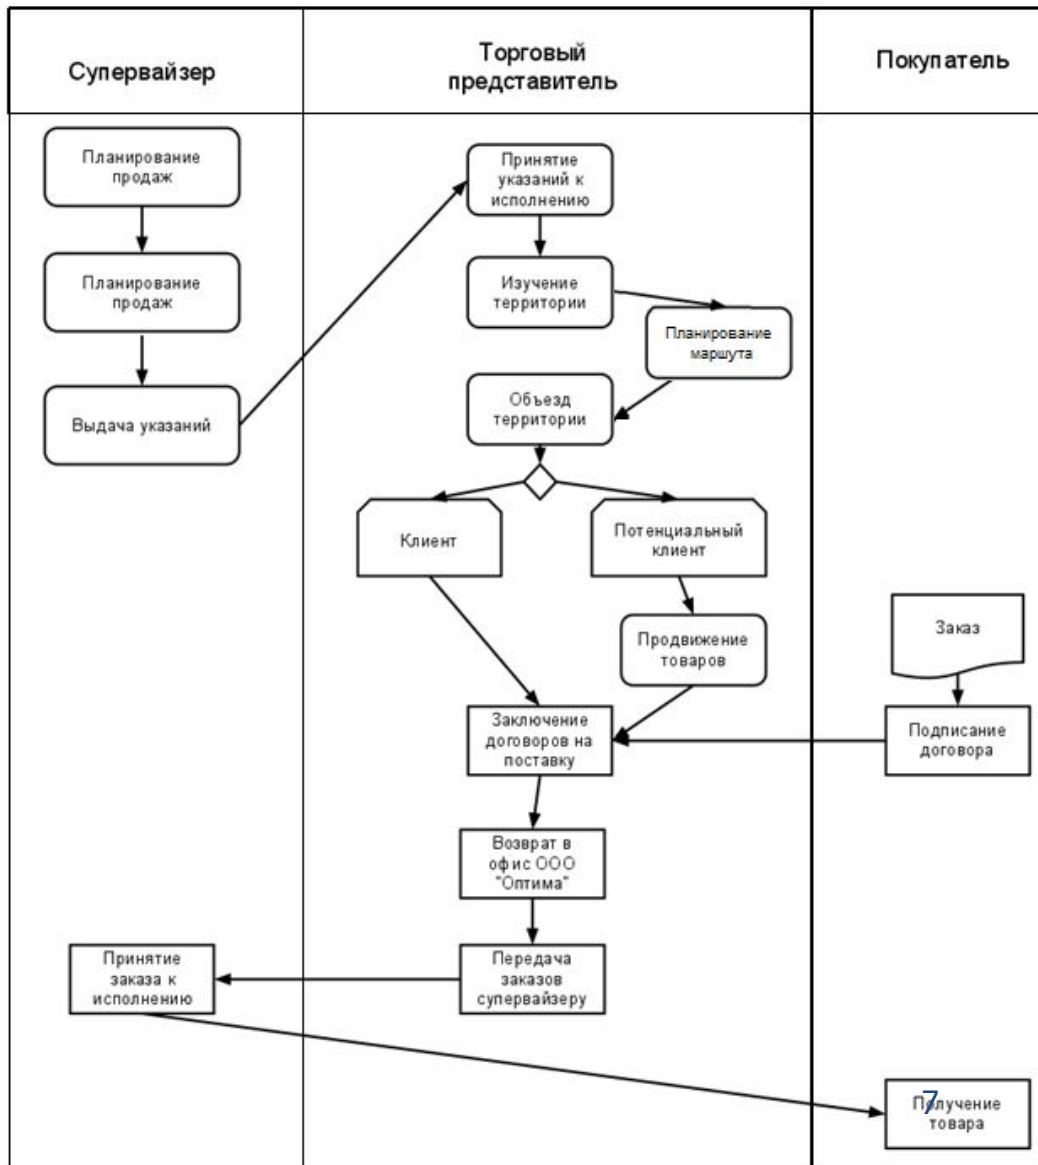 Супервайзер
Торговый
представитель
Покупатель
Планирование
продаж
Планирование
продаж
Выдача указаний
Принятие
указаний к
исполнению
Изучение
территории
Планирование
маршута
Объезд
территории
Клиент
Потенциальный
клиент
Продвижение
товаров
Заказ
Заключение
договоров на
поставку
Подписание
договора
Возврат в
офис ООО
"Оптима"
Передача
заказов
супервайзеру
Принятие
заказа к
исполнению
Получение
товара
7